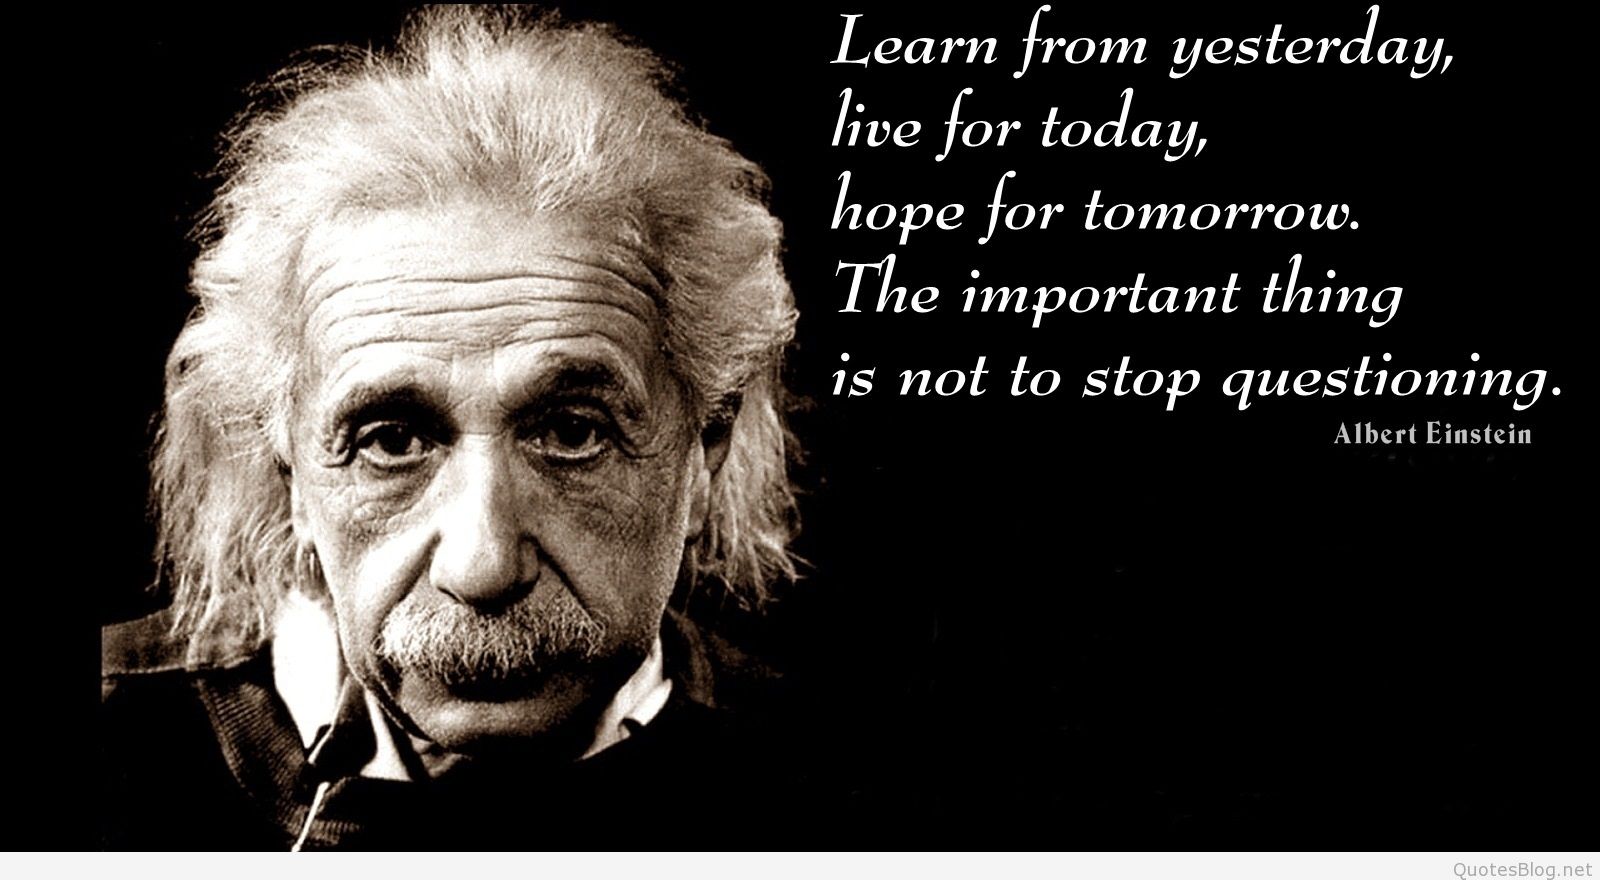 Learn from yesterday,
live for today,
hope for tomorrow.
The important thing
is not to stop questioning.
Albert Einstein
QuotesBlog.net